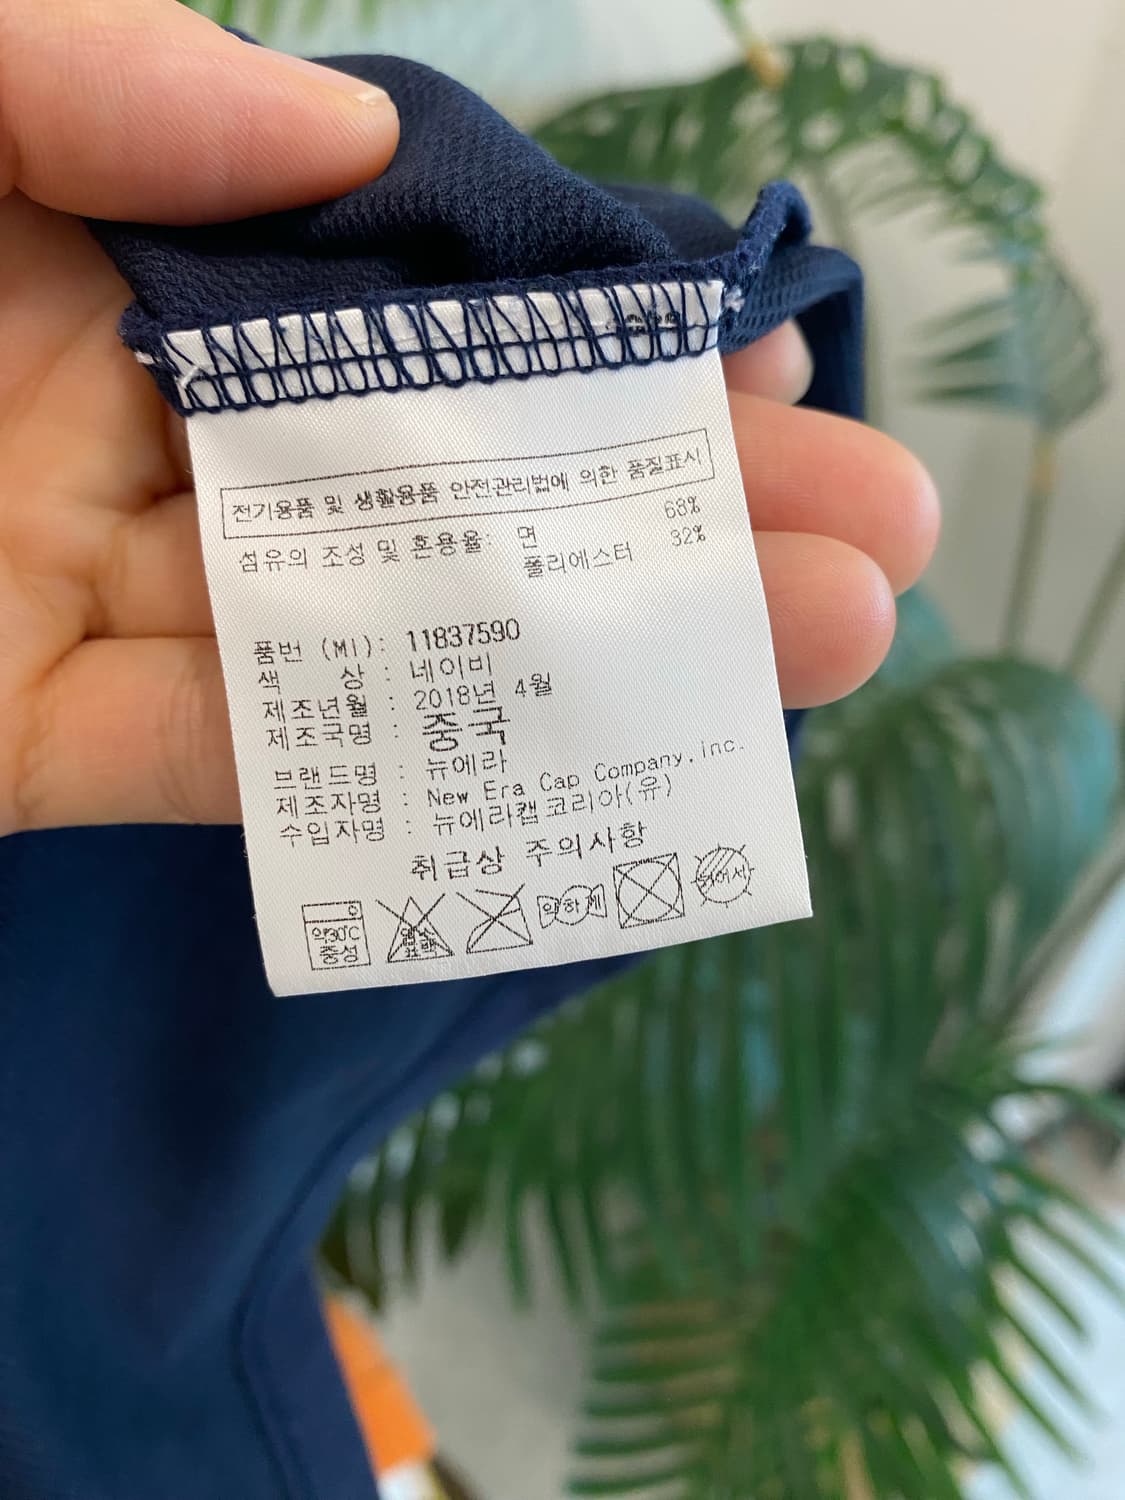 전기용품 및 생활용품 안전관리법에 의한 품질표시
섬유의 조성 및 혼용율: 면 68%
폴리에스터 32%
품번 (MI): 11837590
색 상 : 네이비
제조년월 : 2018년 4월
제조국명 : 중국
브랜드명 : 뉴에라
제조자명 : New Era Cap Company.inc.
수입자명 : 뉴에라캡코리아(유)
취급상 주의사항
약30℃
중성
약하게